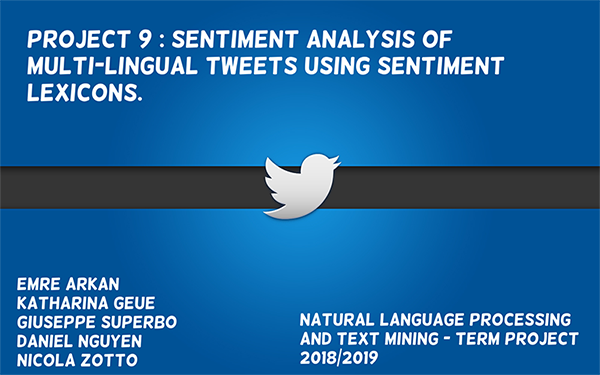 PROJECT 9 : SENTIMENT ANALYSIS OF
MULTI-LINGUAL TWEETS USING SENTIMENT
LEXICONS.
EMRE ARKAN
KATHARINA GEUE
GIUSEPPE SUPERBO
DANIEL NGUYEN
NICOLA ZOTTO
NATURAL LANGUAGE PROCESSING
AND TEXT MINING - TERM PROJECT
2018/2019